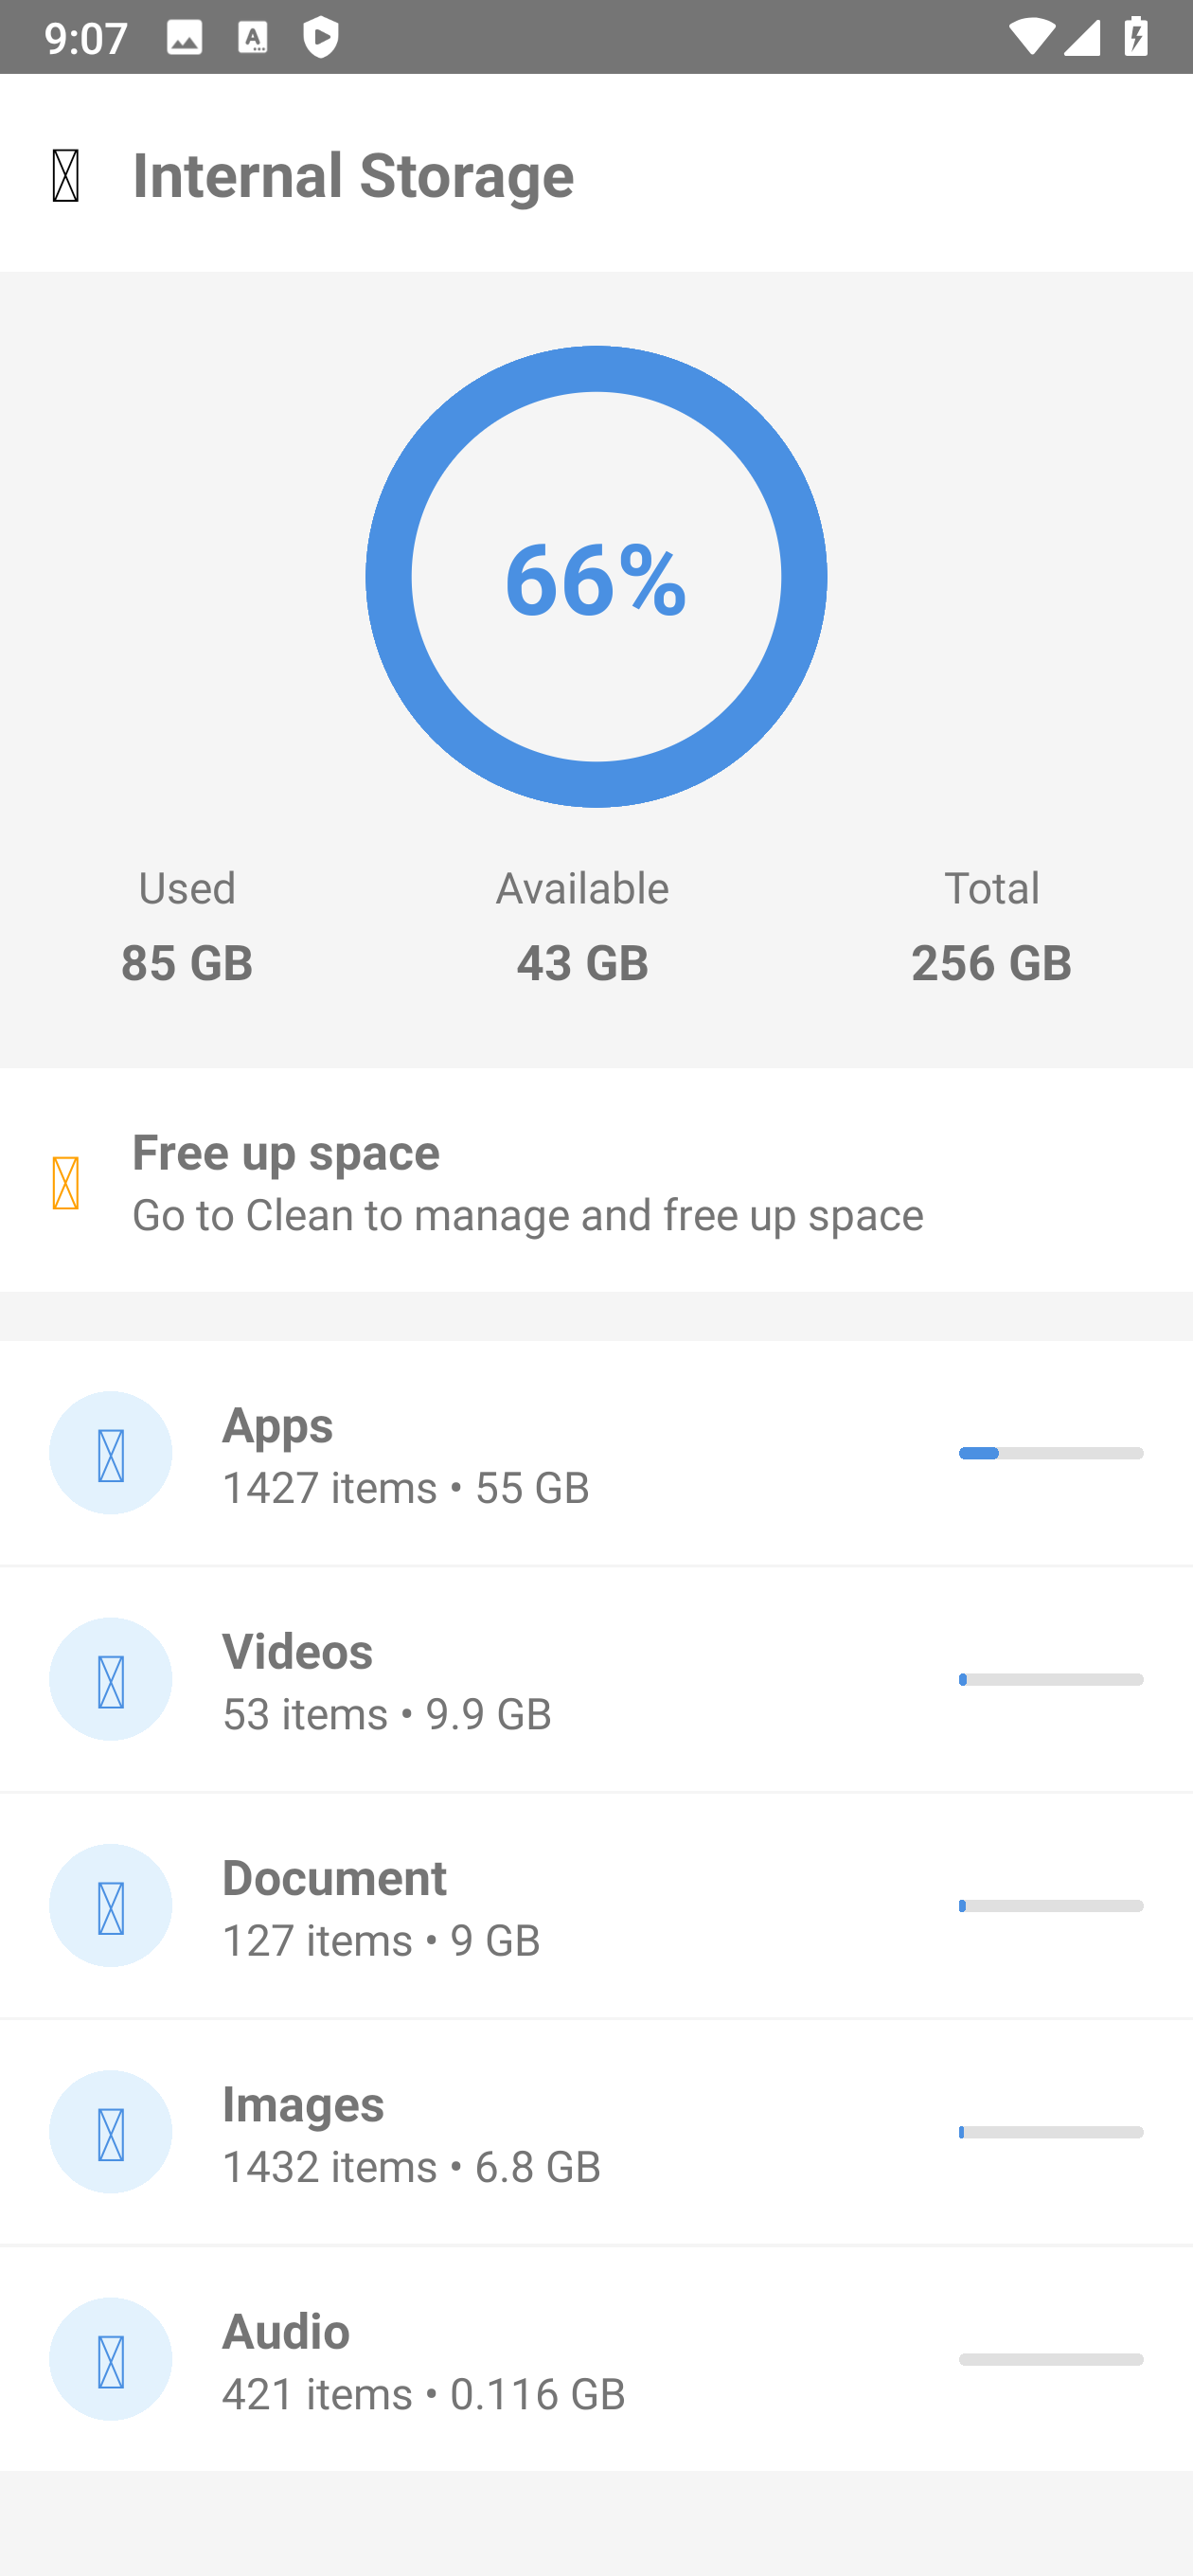 9:07
Internal Storage
66%
Used
Available
Total
85 GB
43 GB
256 GB
Free up space
Go to Clean to manage and free up space
Apps
1427 items • 55 GB
Videos
53 items • 9.9 GB
Document
127 items • 9 GB
Images
1432 items • 6.8 GB
Audio
421 items • 0.116 GB